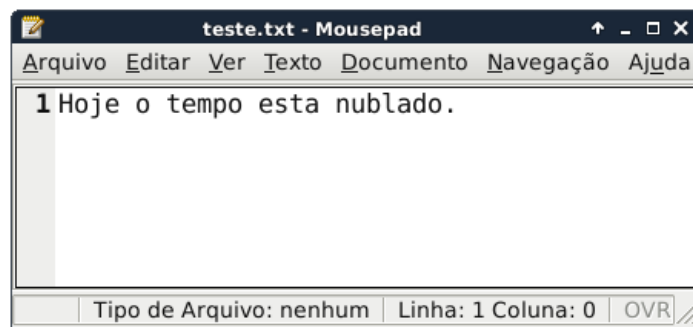 teste.txt - Mousepad
Arquivo Editar Ver Texto Documento Navegação Ajuda
1 Hoje o tempo esta nublado.
Tipo de Arquivo: nenhum Linha: 1 Coluna: 0 OVR